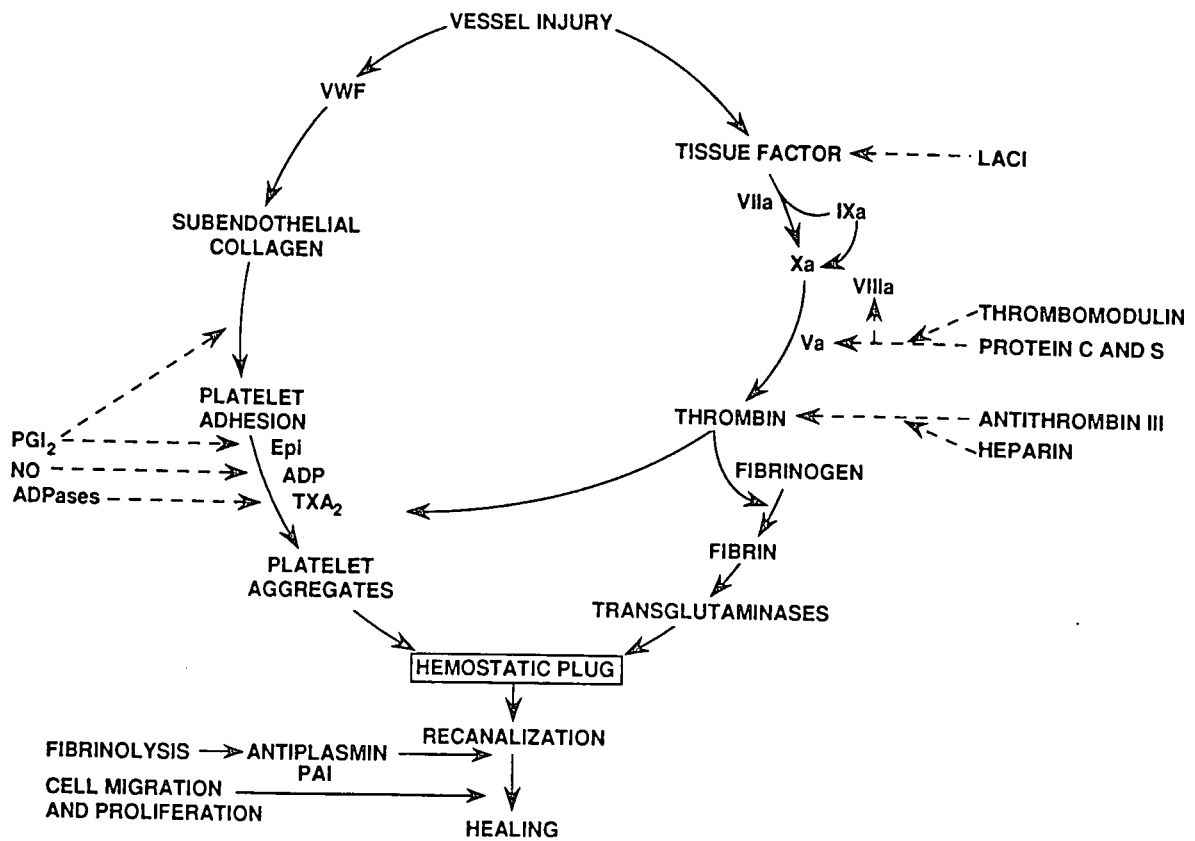 VESSEL INJURY
VWF
TISSUE FACTOR
LACI
VIIa
IXa
SUBENDOTHELIAL
COLLAGEN
Xa
VIIIa
THROMBOMODULIN
Va
PROTEIN C AND S
PLATELET
ADHESION
THROMBIN
ANTITHROMBIN III
HEPARIN
PGI2
Epi
NO
ADP
ADPases
TXA2
FIBRINOGEN
FIBRIN
PLATELET
AGGREGATES
TRANSGLUTAMINASES
HEMOSTATIC PLUG
RECANALIZATION
FIBRINOLYSIS
ANTIPLASMIN
PAI
CELL MIGRATION
AND PROLIFERATION
HEALING